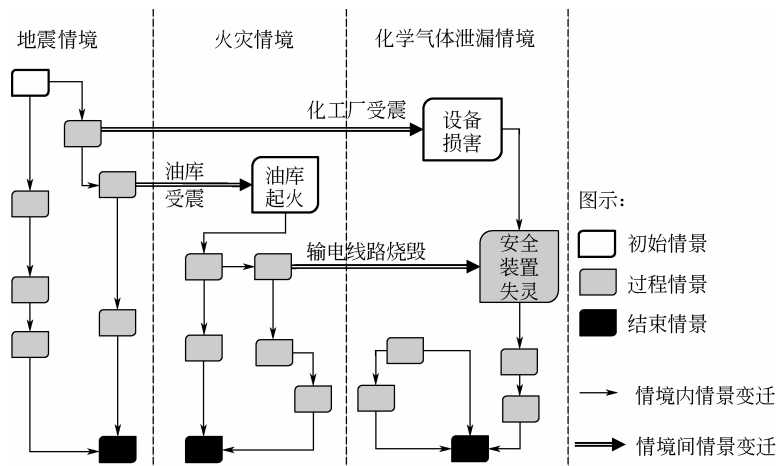 地震情境
火灾情境
化学气体泄漏情境
化工厂受震
设备
损害
油库
受震
油库
起火
输电线路烧毁
安全
装置
失灵
图示：
初始情景
过程情景
结束情景
情境内情景变迁
情境间情景变迁